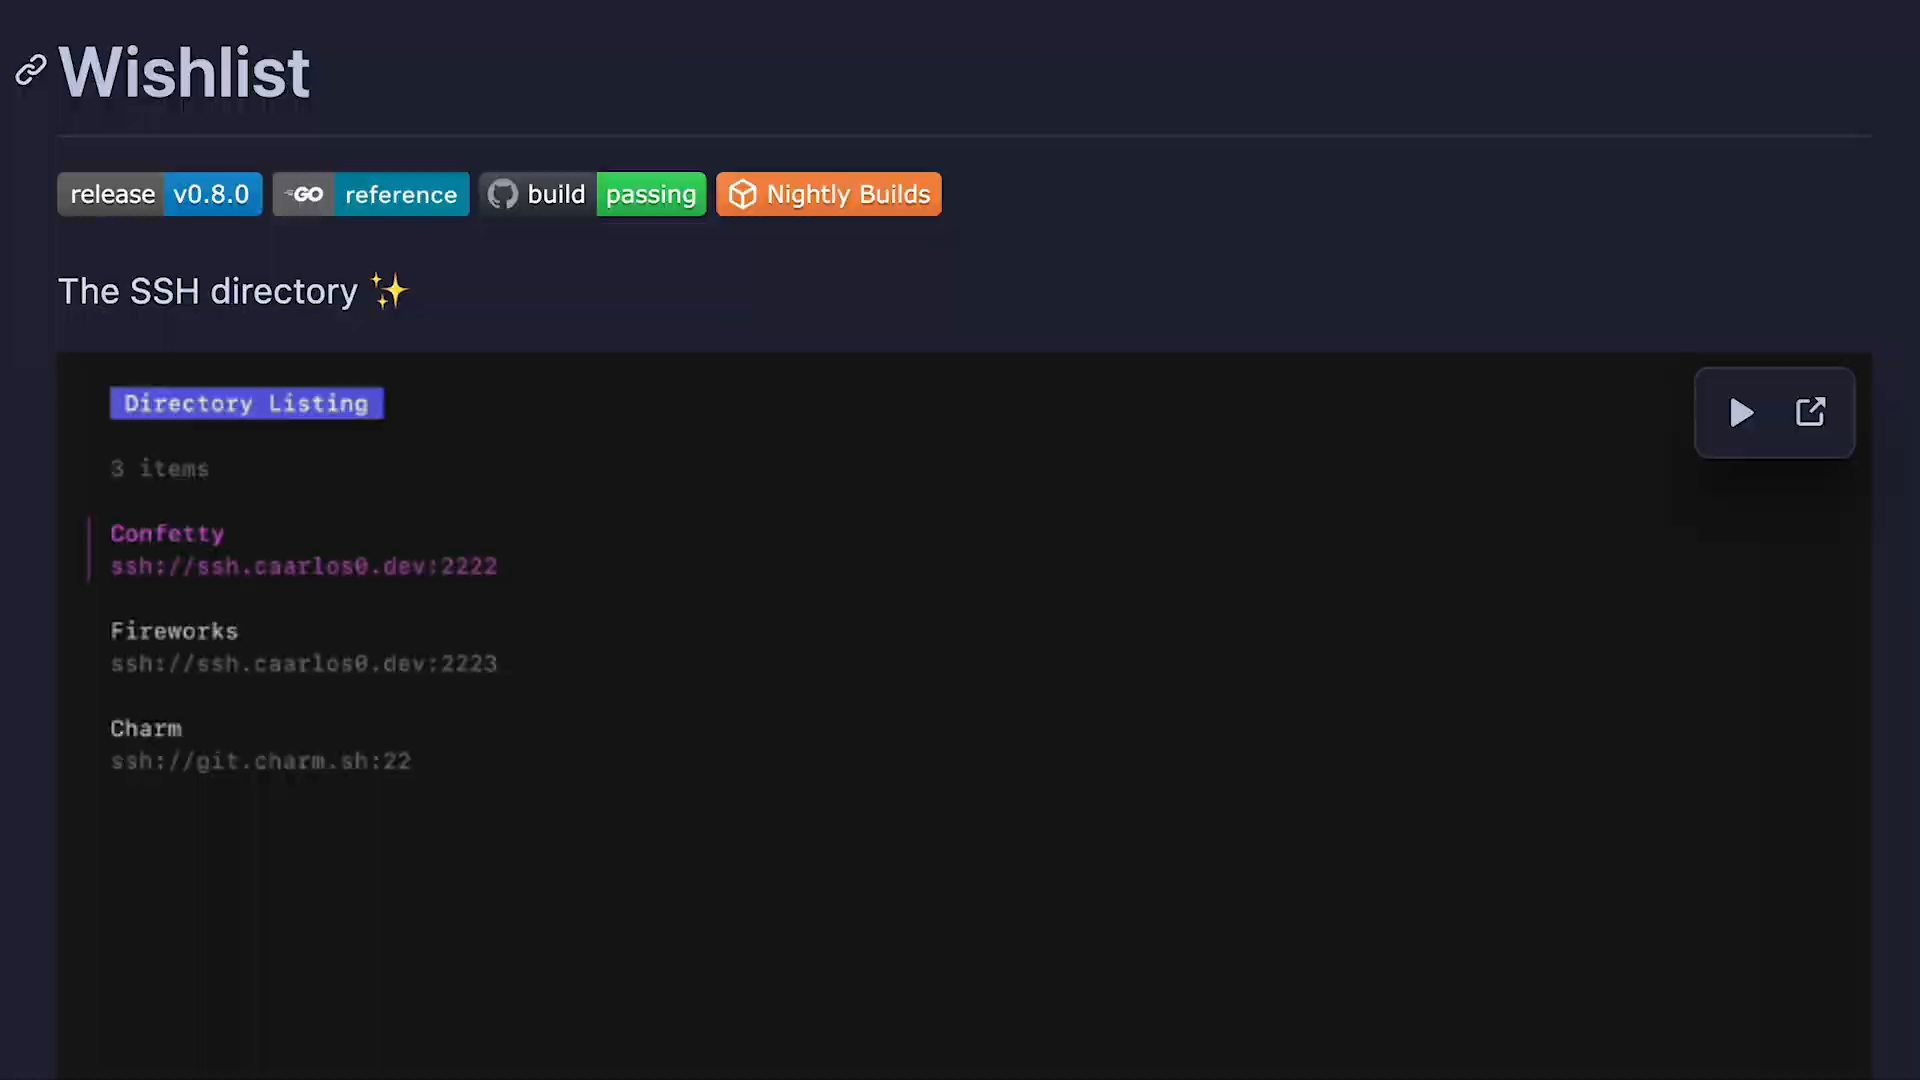 Wishlist
release v0.8.0 GO reference build passing Nightly Builds
The SSH directory ✨
Directory Listing
3 items
Confetty
ssh://ssh.caarlos0.dev:2222
Fireworks
ssh://ssh.caarlos0.dev:2223
Charm
ssh://git.charm.sh:22